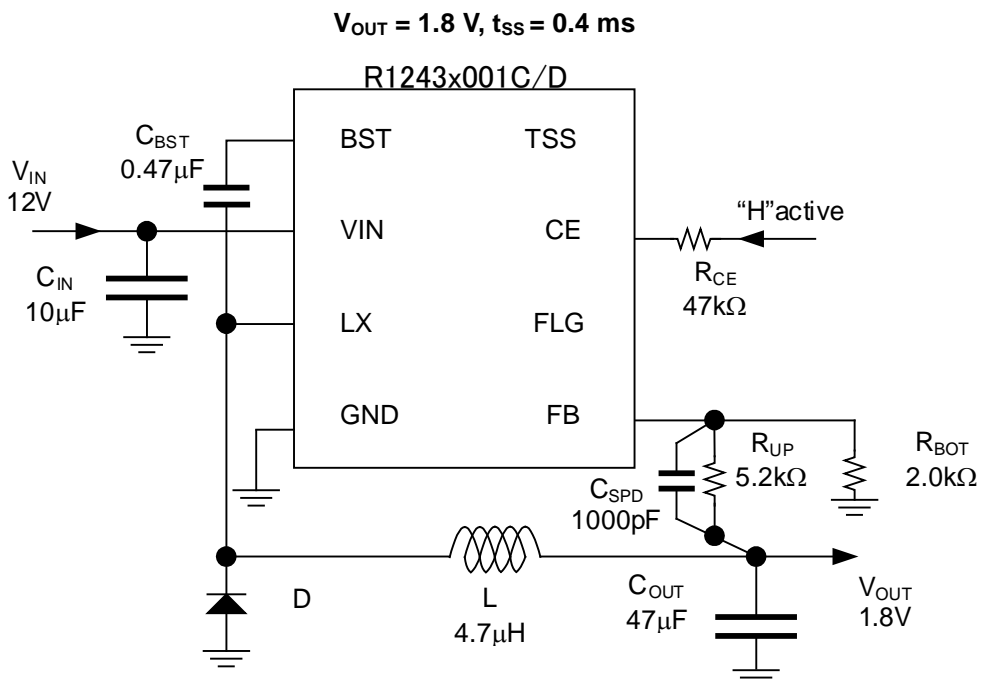 VOUT = 1.8 V, tSS = 0.4 ms
R1243x001C/D
BST
TSS
CBST
0.47μF
VIN
12V
VIN
CE
"H"active
RCE
47kΩ
CIN
10μF
LX
FLG
GND
FB
RUP
5.2kΩ
RBOT
2.0kΩ
CSPD
1000pF
D
L
4.7μH
COUT
47μF
VOUT
1.8V